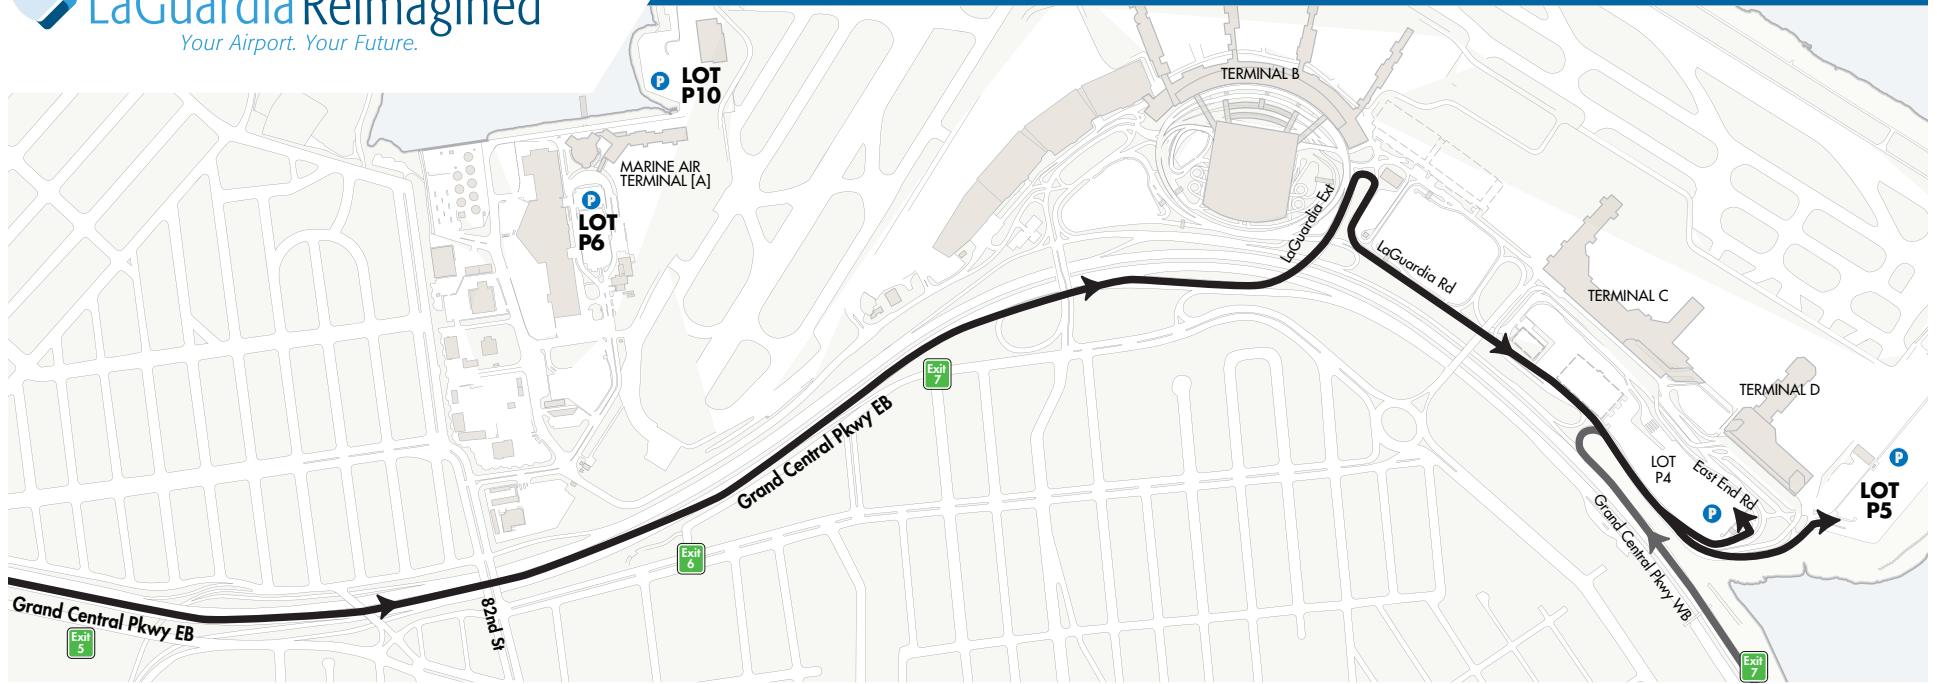 LaGuardia Reimagined
Your Airport. Your Future.
P
LOT
P10
TERMINAL B
MARINE AIR
TERMINAL [A]
P
LOT
P6
LaGuardia Ext
LaGuardia Rd
TERMINAL C
TERMINAL D
Exit
7
Grand Central Pkwy EB
LOT
P4
East End Rd
P
P
LOT
P5
Grand Central Pkwy WB
Exit
6
82nd St
Grand Central Pkwy EB
Exit
5
Exit
7